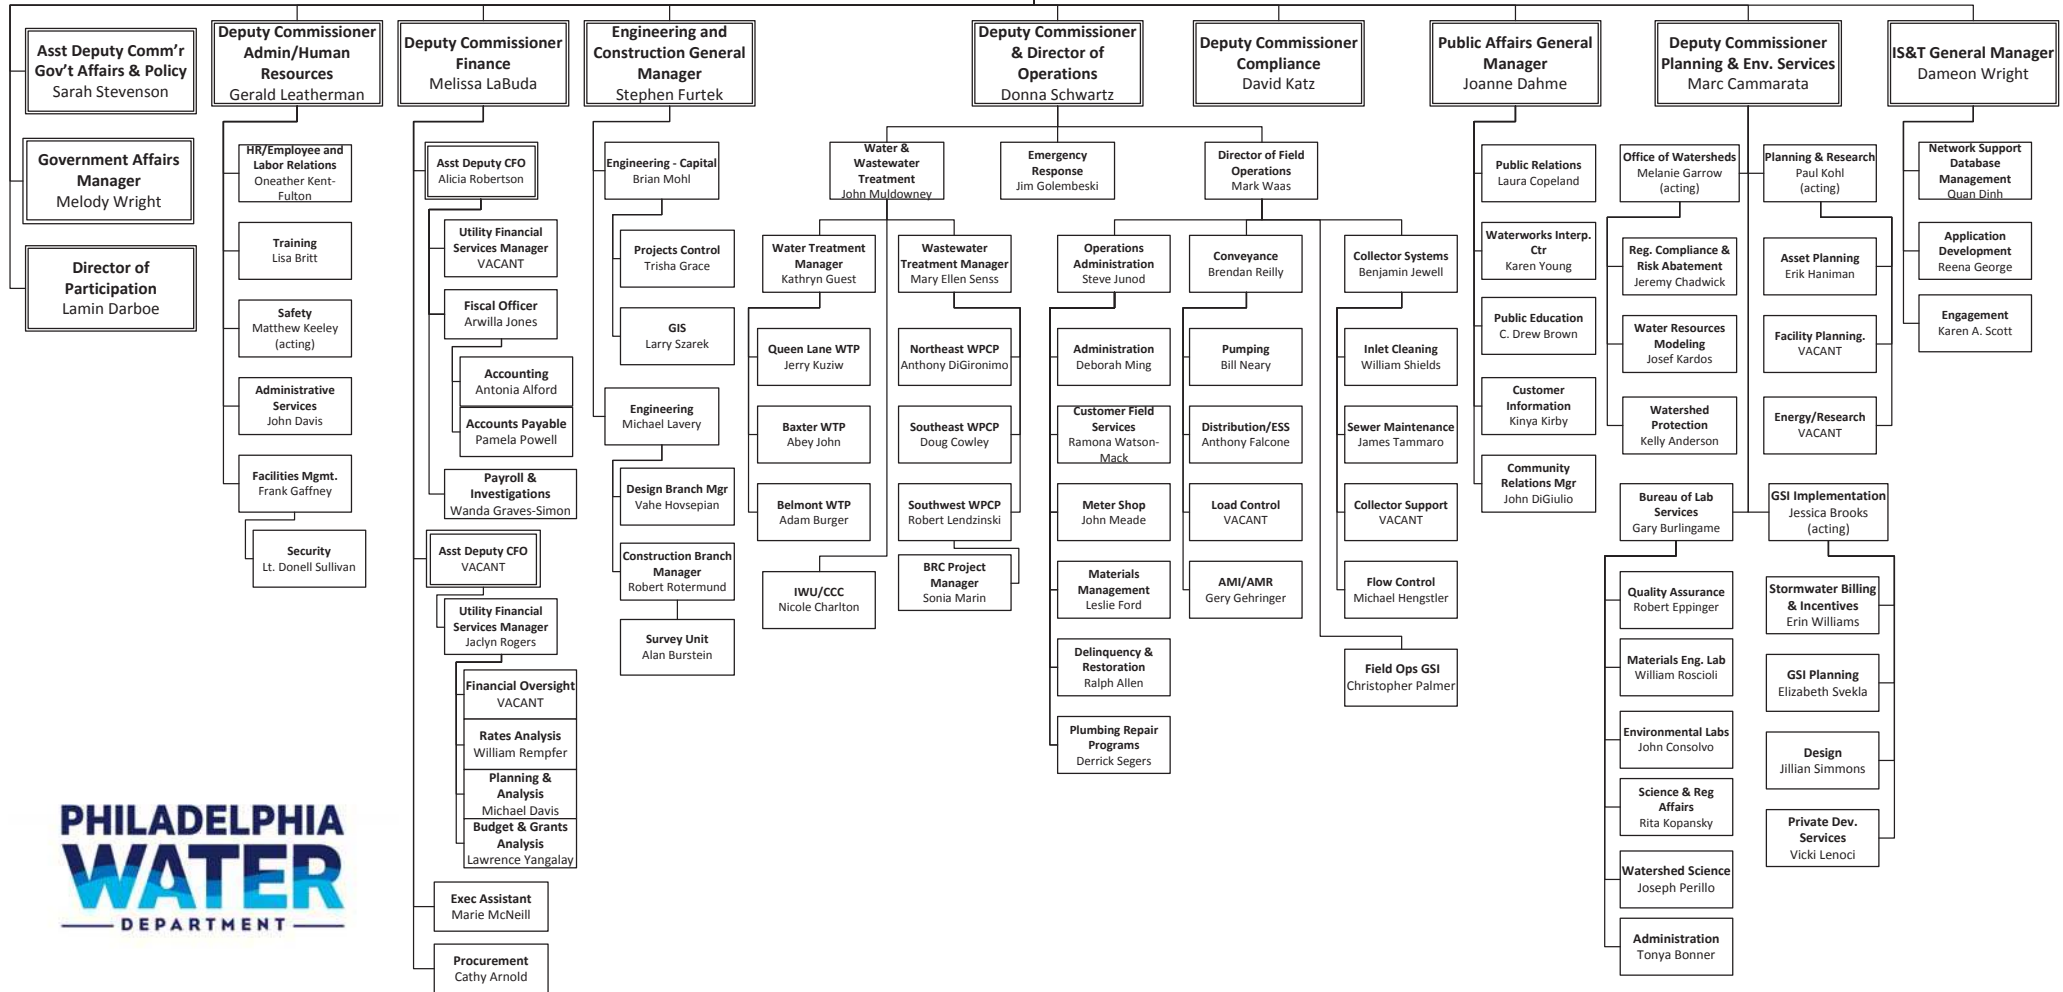 Asst Deputy Comm'r
Gov't Affairs & Policy
Sarah Stevenson
Government Affairs
Manager
Melody Wright
Director of
Participation
Lamin Darboe
Deputy Commissioner
Admin/Human
Resources
Gerald Leatherman
HR/Employee and
Labor Relations
Oneather Kent-
Fulton
Training
Lisa Britt
Safety
Matthew Keeley
(acting)
Administrative
Services
John Davis
Facilities Mgmt.
Frank Gaffney
Security
Lt. Donell Sullivan
Deputy Commissioner
Finance
Melissa LaBuda
Asst Deputy CFO
Alicia Robertson
Utility Financial
Services Manager
VACANT
Fiscal Officer
Arwilla Jones
Accounting
Antonia Alford
Accounts Payable
Pamela Powell
Payroll &
Investigations
Wanda Graves-Simon
Asst Deputy CFO
VACANT
Utility Financial
Services Manager
Jaclyn Rogers
Financial Oversight
VACANT
Rates Analysis
William Rempfer
Planning &
Analysis
Michael Davis
Budget & Grants
Analysis
Lawrence Yangalay
Exec Assistant
Marie McNeill
Procurement
Cathy Arnold
Engineering and
Construction General
Manager
Stephen Furtek
Engineering - Capital
Brian Mohl
Projects Control
Trisha Grace
GIS
Larry Szarek
Engineering
Michael Lavery
Design Branch Mgr
Vahe Hovsepian
Construction Branch
Manager
Robert Rotermund
Survey Unit
Alan Burstein
Deputy Commissioner
& Director of
Operations
Donna Schwartz
Water &
Wastewater
Treatment
John Muldowney
Water Treatment
Manager
Kathryn Guest
Queen Lane WTP
Jerry Kuziw
Baxter WTP
Abey John
Belmont WTP
Adam Burger
IWU/CCC
Nicole Charlton
Wastewater
Treatment Manager
Mary Ellen Senss
Northeast WPCP
Anthony DiGironimo
Southeast WPCP
Doug Cowley
Southwest WPCP
Robert Lendzinski
BRC Project
Manager
Sonia Marin
Emergency
Response
Jim Golembeski
Director of Field
Operations
Mark Waas
Operations
Administration
Steve Junod
Administration
Deborah Ming
Customer Field
Services
Ramona Watson-
Mack
Meter Shop
John Meade
Materials
Management
Leslie Ford
Delinquency &
Restoration
Ralph Allen
Plumbing Repair
Programs
Derrick Segers
Conveyance
Brendan Reilly
Pumping
Bill Neary
Distribution/ESS
Anthony Falcone
Load Control
VACANT
AMI/AMR
Gery Gehringer
Collector Systems
Benjamin Jewell
Inlet Cleaning
William Shields
Sewer Maintenance
James Tammaro
Collector Support
VACANT
Flow Control
Michael Hengstler
Field Ops GSI
Christopher Palmer
Deputy Commissioner
Compliance
David Katz
Public Affairs General
Manager
Joanne Dahme
Public Relations
Laura Copeland
Waterworks Interp.
Ctr
Karen Young
Public Education
C. Drew Brown
Customer
Information
Kinya Kirby
Community
Relations Mgr
John DiGiulio
Deputy Commissioner
Planning & Env. Services
Marc Cammarata
Office of Watersheds
Melanie Garrow
(acting)
Reg. Compliance &
Risk Abatement
Jeremy Chadwick
Water Resources
Modeling
Josef Kardos
Watershed
Protection
Kelly Anderson
Planning & Research
Paul Kohl
(acting)
Asset Planning
Erik Haniman
Facility Planning.
VACANT
Energy/Research
VACANT
Bureau of Lab
Services
Gary Burlingame
Quality Assurance
Robert Eppinger
Materials Eng. Lab
William Roscioli
Environmental Labs
John Consolvo
Science & Reg
Affairs
Rita Kopansky
Watershed Science
Joseph Perillo
Administration
Tonya Bonner
GSI Implementation
Jessica Brooks
(acting)
Stormwater Billing
& Incentives
Erin Williams
GSI Planning
Elizabeth Svekla
Design
Jillian Simmons
Private Dev.
Services
Vicki Lenoci
IS&T General Manager
Dameon Wright
Network Support
Database
Management
Quan Dinh
Application
Development
Reena George
Engagement
Karen A. Scott
PHILADELPHIA
WATER
DEPARTMENT